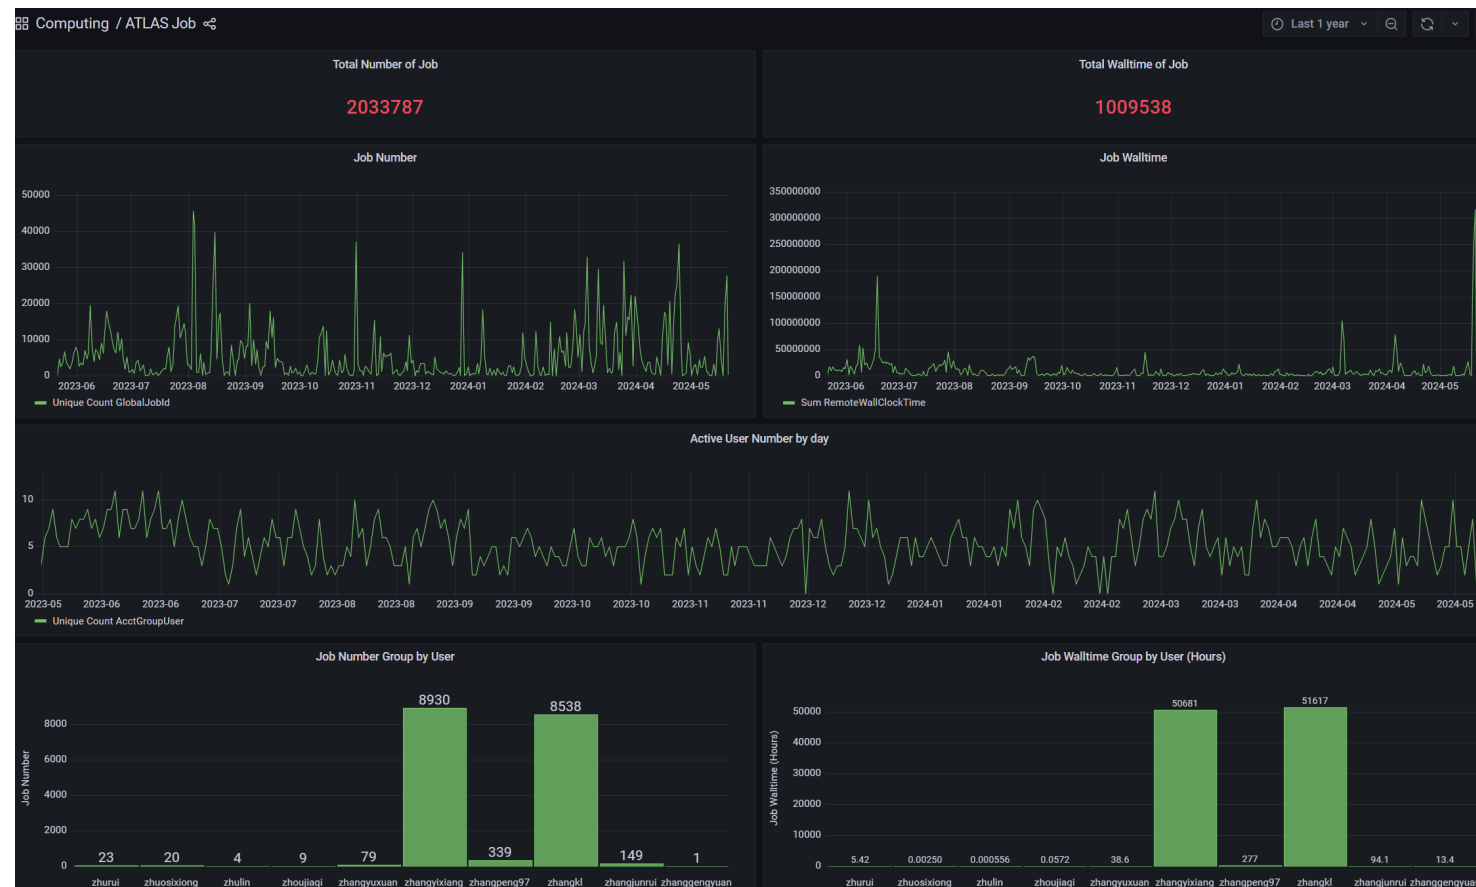 Computing / ATLAS Job
Last 1 year
Total Number of Job
2033787
Total Walltime of Job
1009538
Job Number
50000
40000
30000
20000
10000
0
2023-06 2023-07 2023-08 2023-09 2023-10 2023-11 2023-12 2024-01 2024-02 2024-03 2024-04 2024-05
Unique Count GlobalJobId
Job Walltime
350000000
300000000
250000000
200000000
150000000
100000000
50000000
0
2023-06 2023-07 2023-08 2023-09 2023-10 2023-11 2023-12 2024-01 2024-02 2024-03 2024-04 2024-05
Sum RemoteWallClockTime
Active User Number by day
10
5
0
2023-05 2023-06 2023-06 2023-07 2023-07 2023-08 2023-08 2023-09 2023-09 2023-10 2023-10 2023-11 2023-11 2023-12 2023-12 2024-01 2024-01 2024-02 2024-02 2024-03 2024-03 2024-04 2024-04 2024-05 2024-05
Unique Count AcctGroupUser
Job Number Group by User
Job Number
8000
6000
4000
2000
0
23 20 4 9 79 8930 339 8538 149 1
zhurui zhuosixiong zhulin zhoujiaqi zhangyuxuan zhangyixiang zhangpeng97 zhangkl zhangjunrui zhanggengyuan
Job Walltime Group by User (Hours)
Job Walltime (Hours)
50000
40000
30000
20000
10000
0
5.42 0.00250 0.000556 0.0572 38.6 50681 277 51617 94.1 13.4
zhurui zhuosixiong zhulin zhoujiaqi zhangyuxuan zhangyixiang zhangpeng97 zhangkl zhangjunrui zhanggengyua